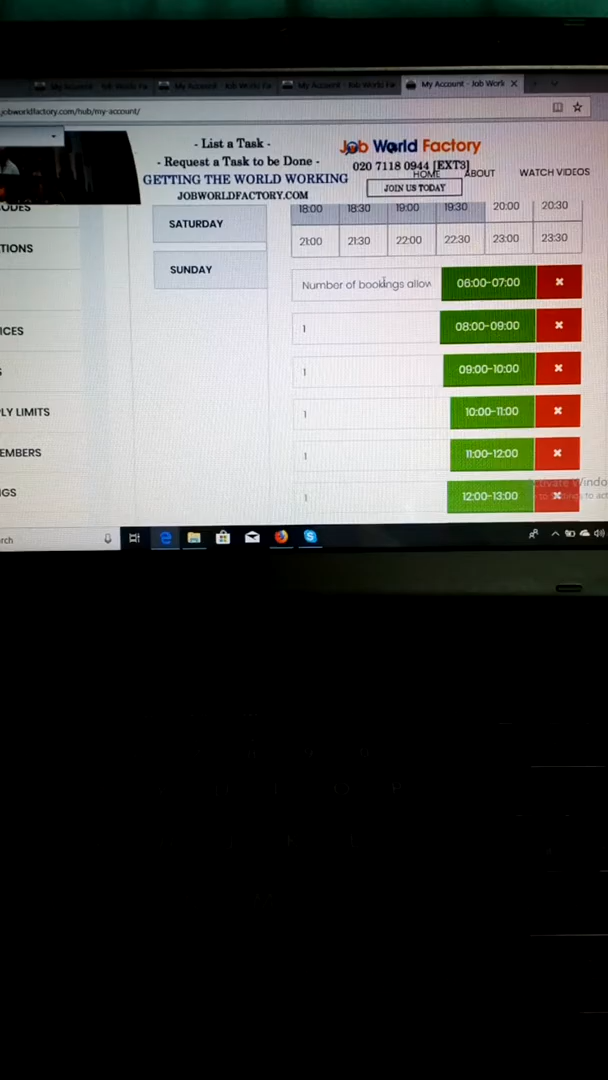 My Account - Job Worl
jobworldfactory.com/hub/my-account/
- List a Task -
- Request a Task to be Done -
GETTING THE WORLD WORKING
JOBWORLDFACTORY.COM
Job World Factory
020 7118 0944 [EXT3]
HOME
ABOUT
WATCH VIDEOS
JOIN US TODAY
ODES
TIONS
ICES
S
PLY LIMITS
EMBERS
NGS
SATURDAY
SUNDAY
18:00 18:30 19:00 19:30 20:00 20:30
21:00 21:30 22:00 22:30 23:00 23:30
Number of bookings allow 06:00-07:00
1 08:00-09:00
1 09:00-10:00
1 10:00-11:00
1 11:00-12:00
1 12:00-13:00
rch